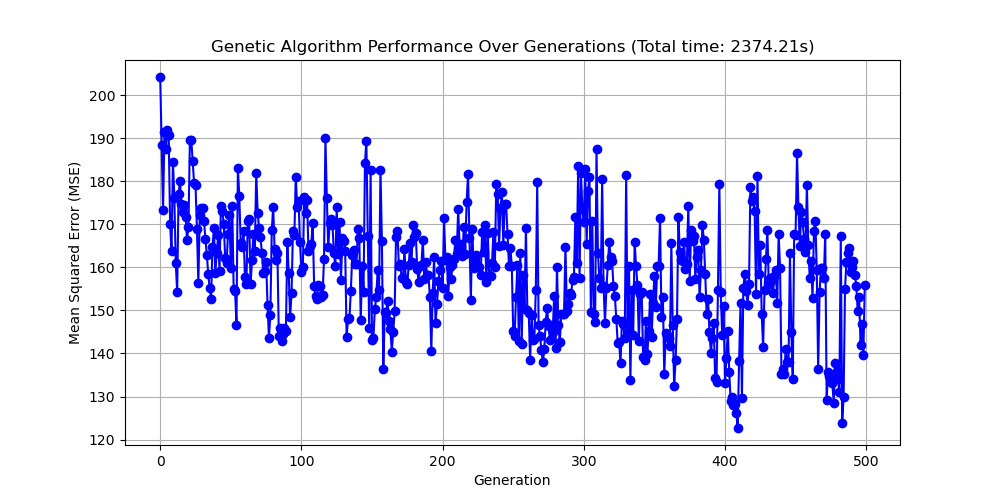 Genetic Algorithm Performance Over Generations (Total time: 2374.21s)
Mean Squared Error (MSE)
200
190
180
170
160
150
140
130
120
0 100 200 300 400 500
Generation